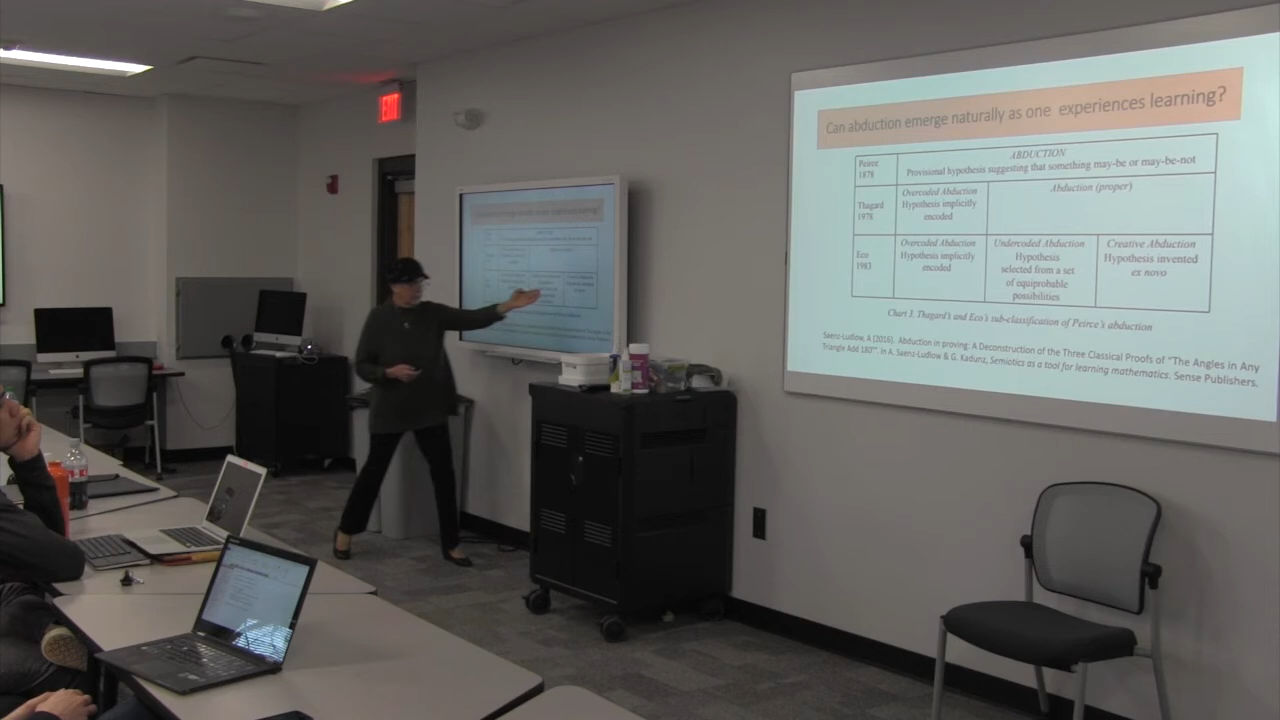 EXIT
Can abduction emerge naturally as one experiences learning?
Peirce
1878
ABDUCTION
Provisional hypothesis suggesting that something may-be or may-be-not
Thagard
1978
Overcoded Abduction
Hypothesis implicitly
encoded
Abduction (proper)
Eco
1983
Overcoded Abduction
Hypothesis implicitly
encoded
Undercoded Abduction
Hypothesis
selected from a set
of equiprobable
possibilities
Creative Abduction
Hypothesis invented
ex novo
Chart 3. Thagard's and Eco's sub-classification of Peirce's abduction
Saenz-Ludlow, A (2016). Abduction in proving: A Deconstruction of the Three Classical Proofs of "The Angles in Any
Triangle Add 180°". In A. Saenz-Ludlow & G. Kadunz, Semiotics as a tool for learning mathematics. Sense Publishers.